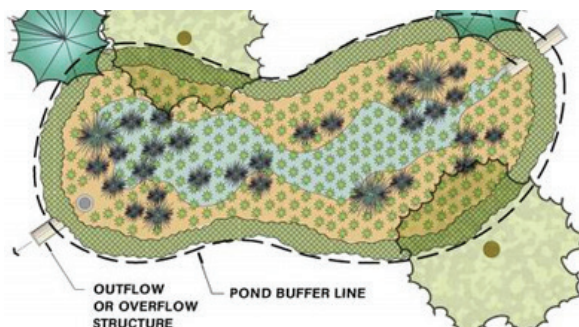 OUTFLOW
OR OVERFLOW
STRUCTURE
POND BUFFER LINE